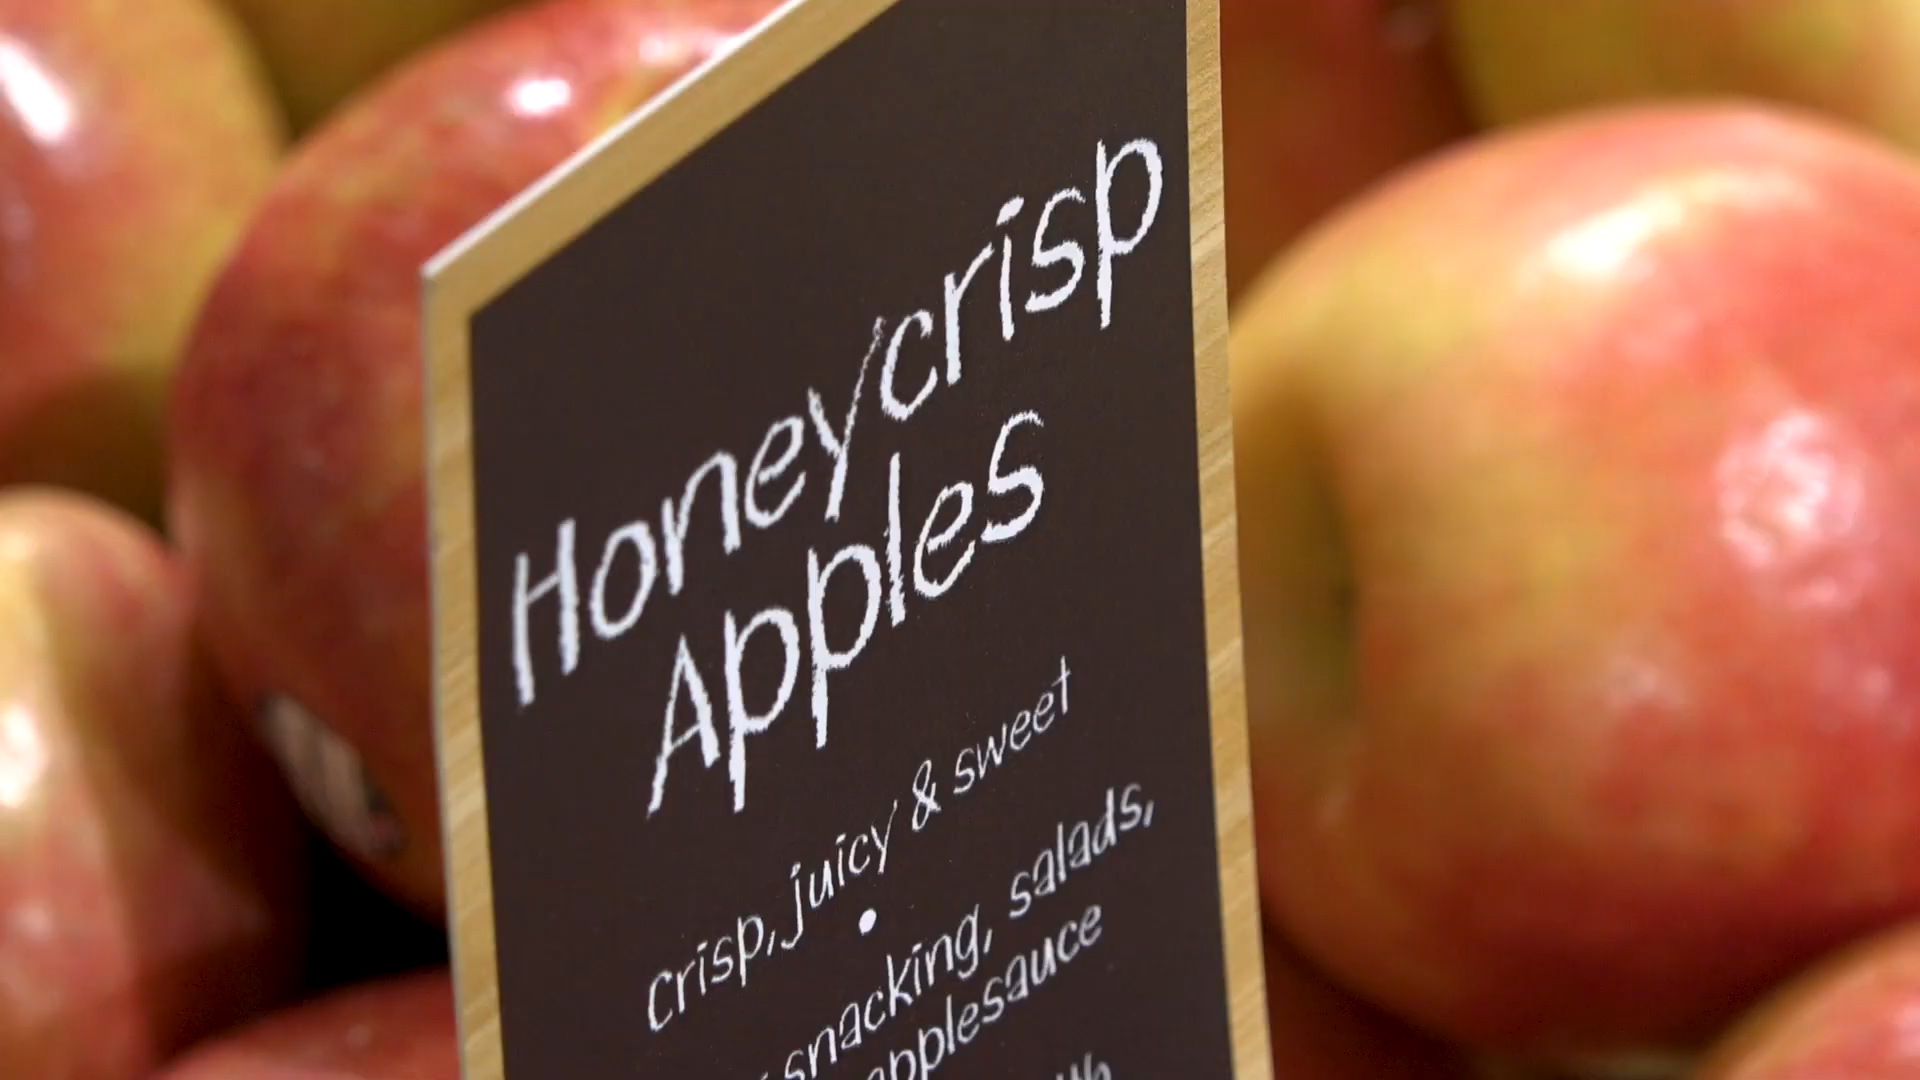 Honeycrisp
Apples
crisp, juicy & sweet
•
snacking, salads,
applesauce